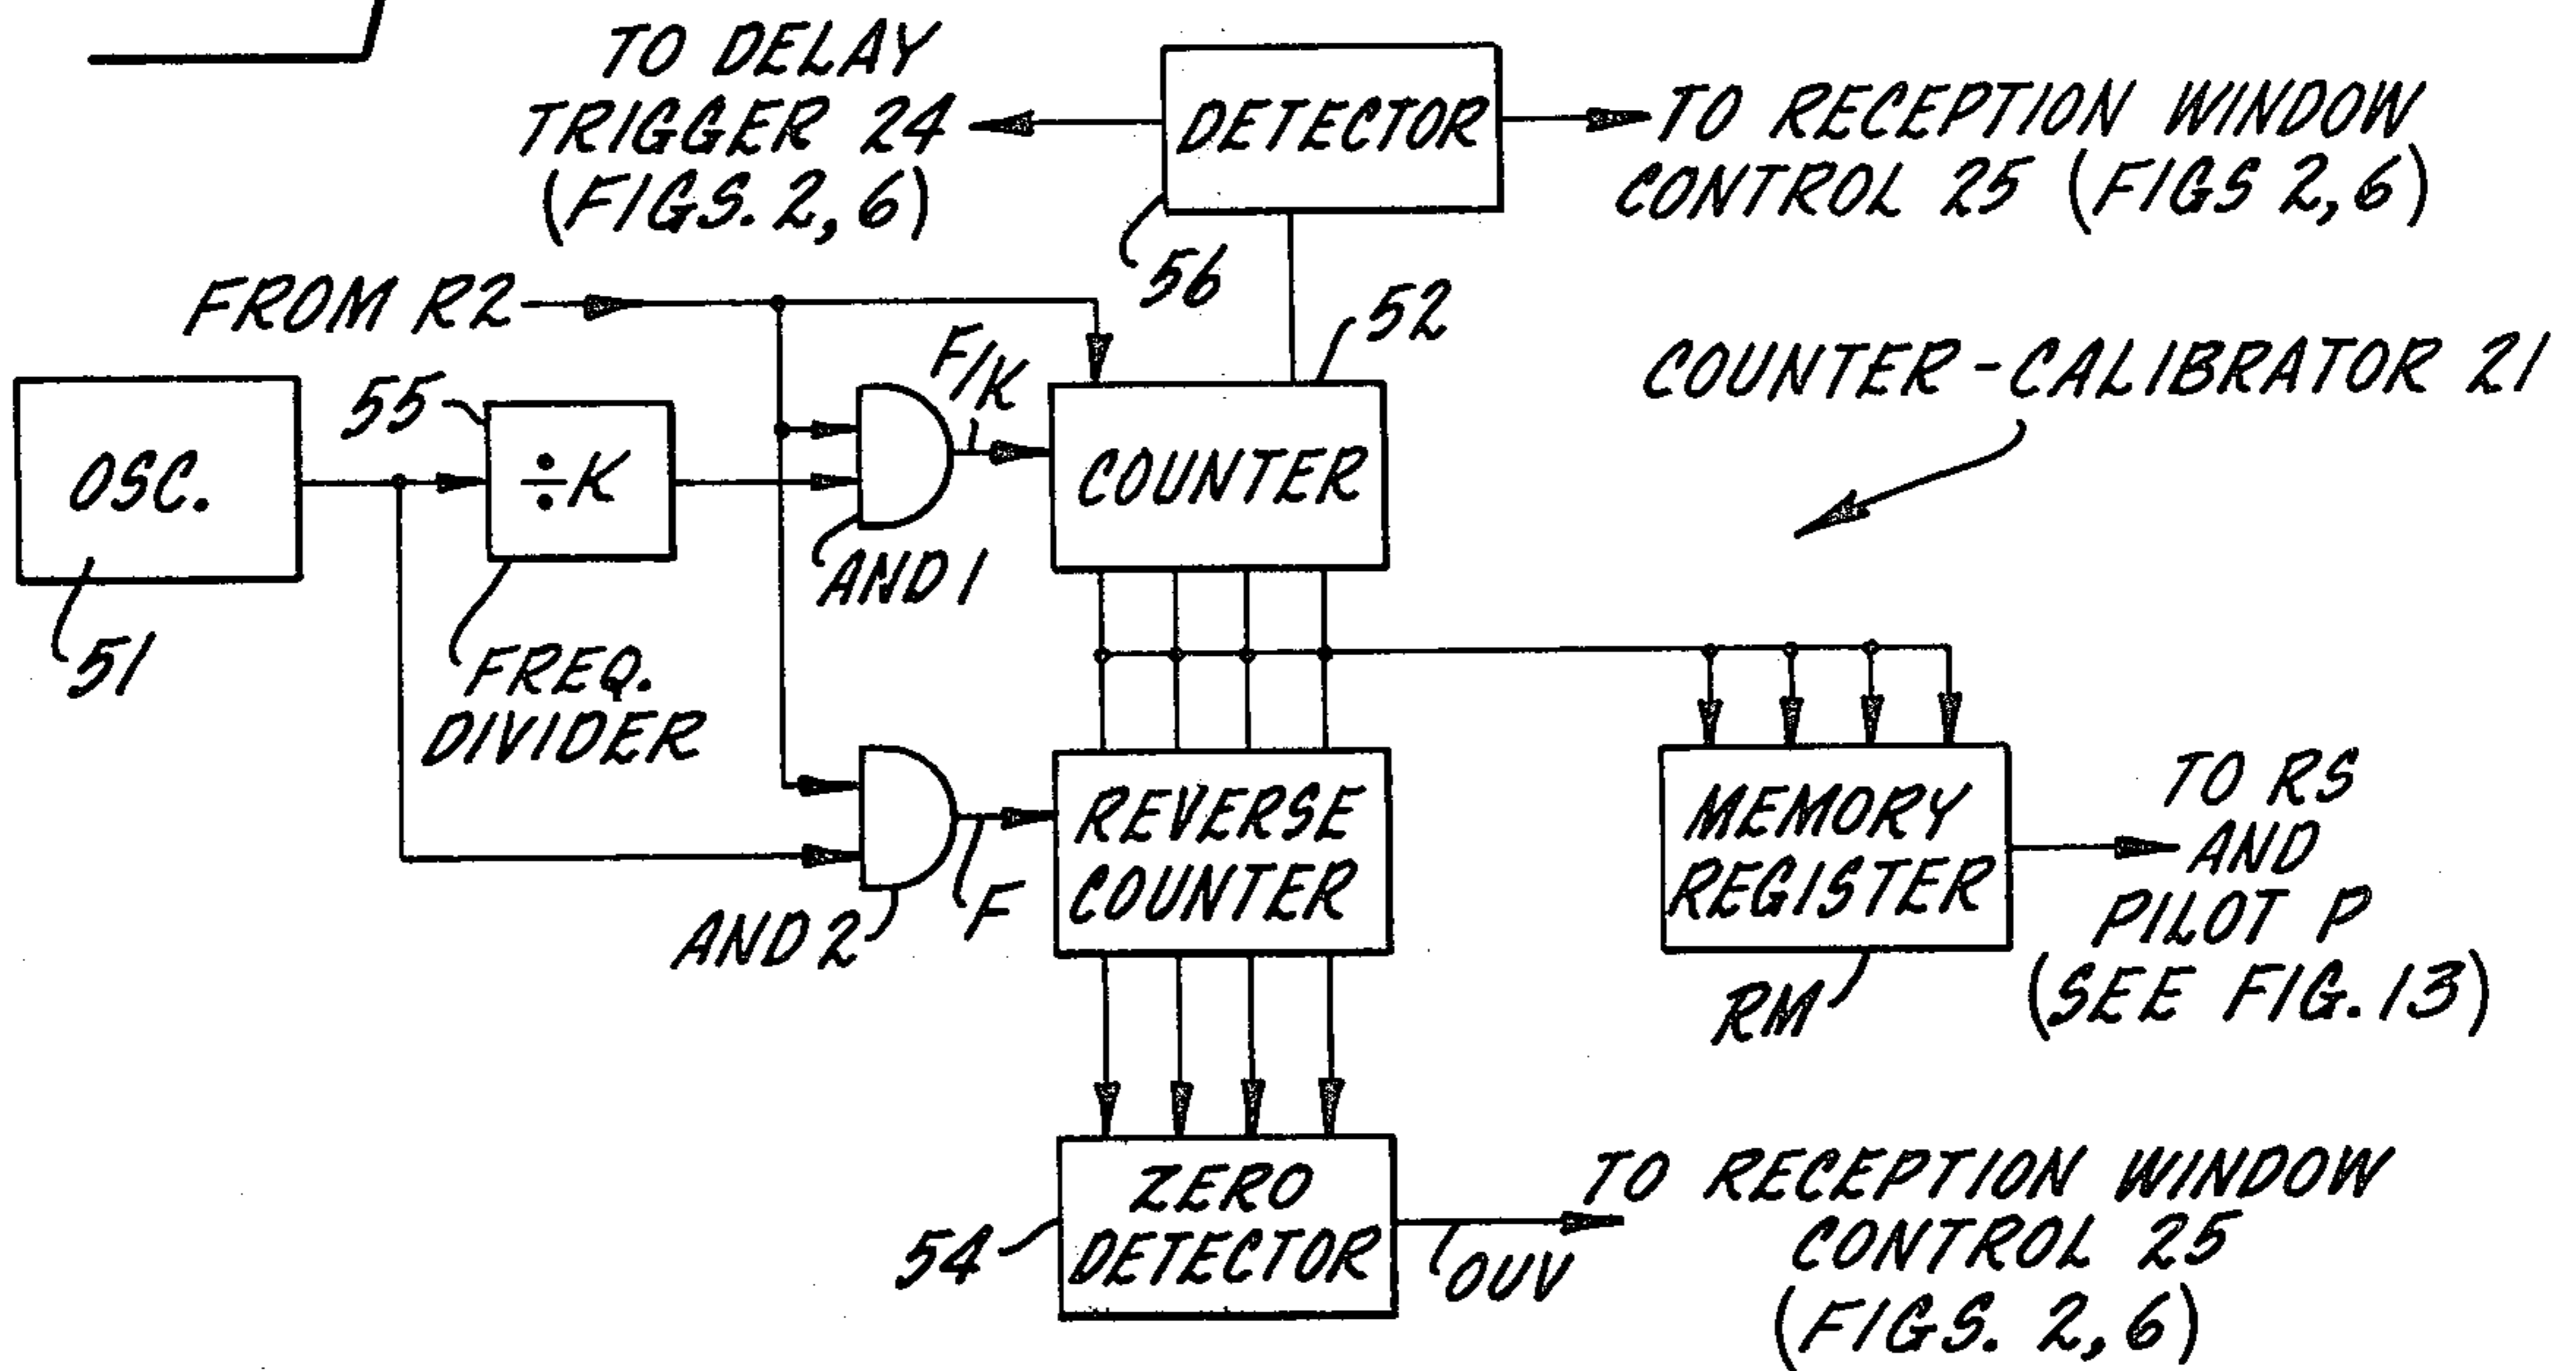 TO DELAY
TRIGGER 24
(FIGS. 2, 6)
DETECTOR
TO RECEPTION WINDOW
CONTROL 25 (FIGS 2, 6)
56
FROM R2
52
F/K
COUNTER-CALIBRATOR 21
OSC.
55
÷K
COUNTER
AND 1
51
FREQ.
DIVIDER
REVERSE
COUNTER
MEMORY
REGISTER
TO RS
AND
PILOT P
(SEE FIG. 13)
AND 2
F
RM
ZERO
DETECTOR
54
OUV
TO RECEPTION WINDOW
CONTROL 25
(FIGS. 2, 6)